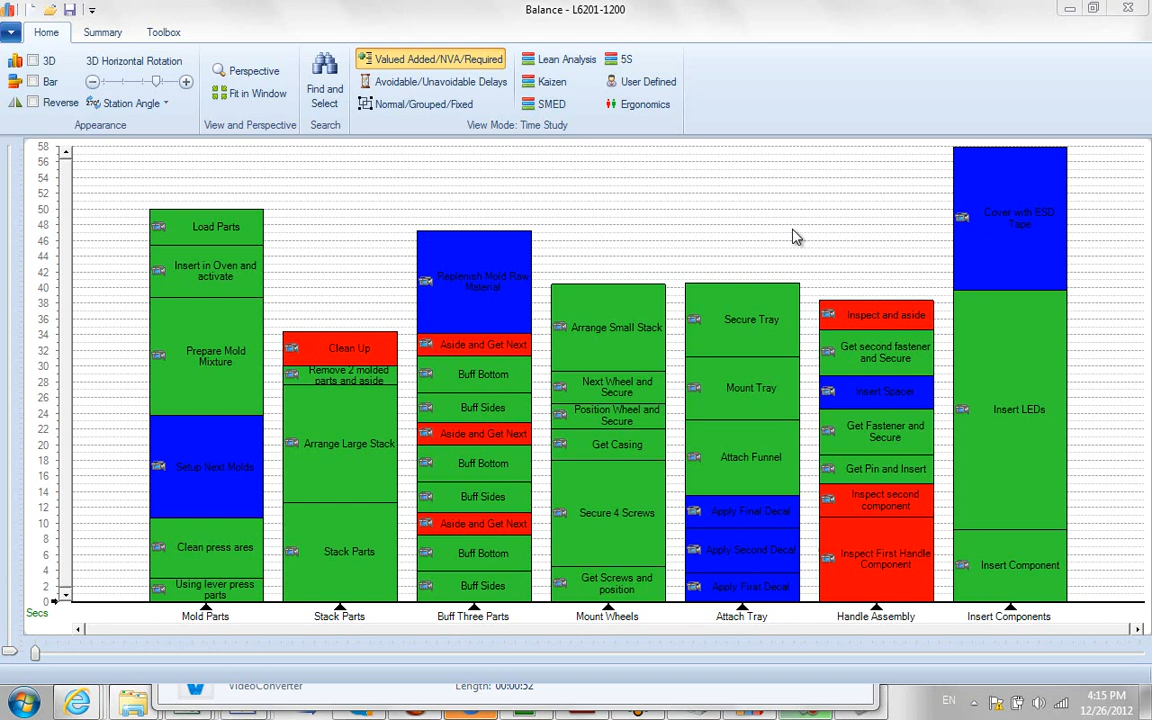 Balance - L6201-1200
Home Summary Toolbox
3D 3D Horizontal Rotation
Bar
Reverse Station Angle
Appearance
Perspective
Fit in Window
View and Perspective
Find and
Select
Search
Valued Added/NVA/Required Lean Analysis 5S
Avoidable/Unavoidable Delays Kaizen User Defined
Normal/Grouped/Fixed SMED Ergonomics
View Mode: Time Study
58
56
54
52
50
48
46
44
42
40
38
36
34
32
30
28
26
24
22
20
18
16
14
12
10
8
6
4
2
0
Secs
Load Parts
Insert in Oven and
activate
Prepare Mold
Mixture
Setup Next Molds
Clean press ares
Using lever press
parts
Mold Parts
Clean Up
Remove 2 molded
parts and aside
Arrange Large Stack
Stack Parts
Stack Parts
Replenish Mold Raw
Material
Aside and Get Next
Buff Bottom
Buff Sides
Aside and Get Next
Buff Bottom
Buff Sides
Aside and Get Next
Buff Bottom
Buff Sides
Buff Three Parts
Arrange Small Stack
Next Wheel and
Secure
Position Wheel and
Secure
Get Casing
Secure 4 Screws
Get Screws and
position
Mount Wheels
Secure Tray
Mount Tray
Attach Funnel
Apply Final Decal
Apply Second Decal
Apply First Decal
Attach Tray
Inspect and aside
Get second fastener
and Secure
Insert Spacer
Get Fastener and
Secure
Get Pin and Insert
Inspect second
component
Inspect First Handle
Component
Handle Assembly
Cover with ESD
Tape
Insert LEDs
Insert Component
Insert Components
VideoConverter Length: 00:00:52
EN
4:15 PM
12/26/2012